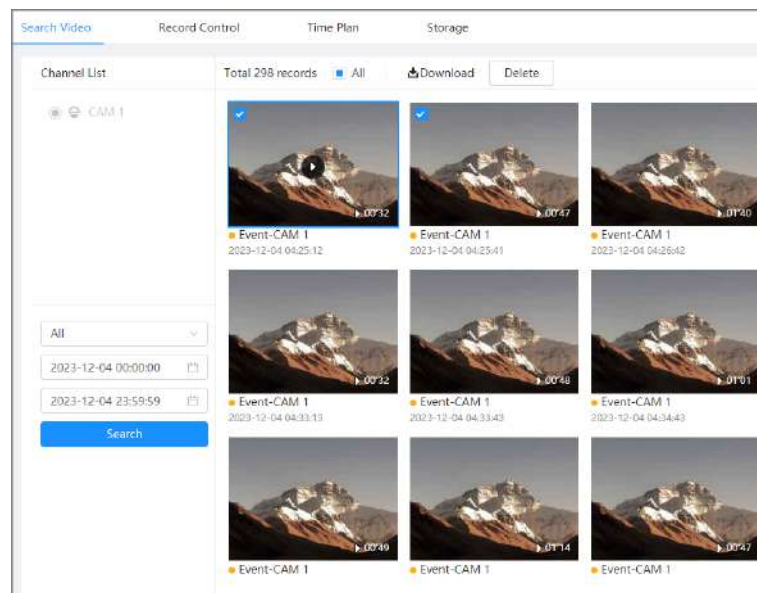 Search Video Record Control Time Plan Storage
Channel List
CAM 1
All
2023-12-04 00:00:00
2023-12-04 23:59:59
Search
Total 298 records All Download Delete
00'32 00'47 01'40
Event-CAM 1 Event-CAM 1 Event-CAM 1
2023-12-04 04:25:12 2023-12-04 04:25:41 2023-12-04 04:26:42
00'32 00'48 01'01
Event-CAM 1 Event-CAM 1 Event-CAM 1
2023-12-04 04:33:13 2023-12-04 04:33:43 2023-12-04 04:34:43
00'49 01'14 00'47
Event-CAM 1 Event-CAM 1 Event-CAM 1